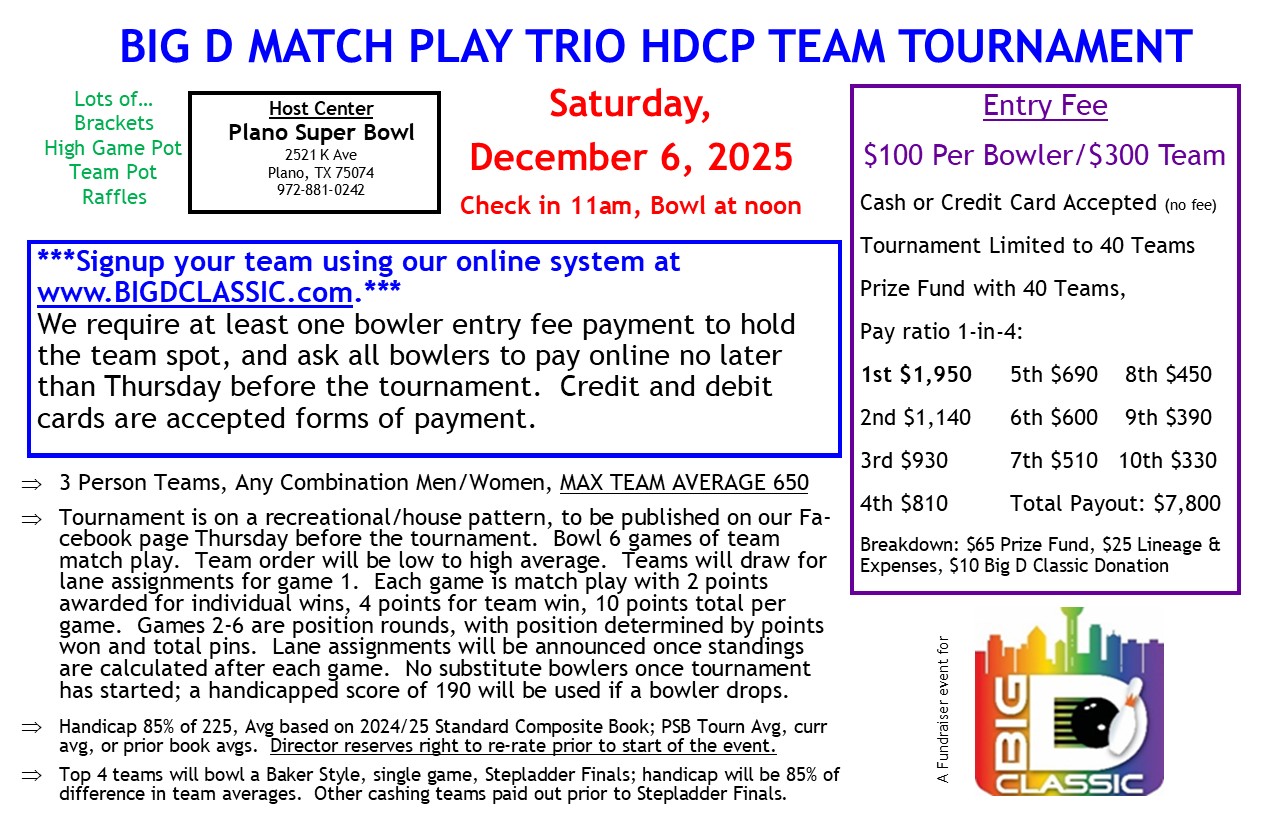 BIG D MATCH PLAY TRIO HDCP TEAM TOURNAMENT
Lots of…
Brackets
High Game Pot
Team Pot
Raffles
Host Center
Plano Super Bowl
2521 K Ave
Plano, TX 75074
972-881-0242
Saturday,
December 6, 2025
Check in 11am, Bowl at noon
***Signup your team using our online system at
www.BIGDCLASSIC.com.***
We require at least one bowler entry fee payment to hold
the team spot, and ask all bowlers to pay online no later
than Thursday before the tournament.  Credit and debit
cards are accepted forms of payment.
⇒ 3 Person Teams, Any Combination Men/Women, MAX TEAM AVERAGE 650
⇒ Tournament is on a recreational/house pattern, to be published on our Fa-
cebook page Thursday before the tournament.  Bowl 6 games of team
match play.  Team order will be low to high average.  Teams will draw for
lane assignments for game 1.  Each game is match play with 2 points
awarded for individual wins, 4 points for team win, 10 points total per
game.  Games 2-6 are position rounds, with position determined by points
won and total pins.  Lane assignments will be announced once standings
are calculated after each game.  No substitute bowlers once tournament
has started; a handicapped score of 190 will be used if a bowler drops.
⇒ Handicap 85% of 225, Avg based on 2024/25 Standard Composite Book; PSB Tourn Avg, curr
avg, or prior book avgs.  Director reserves right to re-rate prior to start of the event.
⇒ Top 4 teams will bowl a Baker Style, single game, Stepladder Finals; handicap will be 85% of
difference in team averages.  Other cashing teams paid out prior to Stepladder Finals.
Entry Fee
$100 Per Bowler/$300 Team
Cash or Credit Card Accepted (no fee)
Tournament Limited to 40 Teams
Prize Fund with 40 Teams,
Pay ratio 1-in-4:
1st $1,950 5th $690 8th $450
2nd $1,140 6th $600 9th $390
3rd $930 7th $510 10th $330
4th $810 Total Payout: $7,800
Breakdown: $65 Prize Fund, $25 Lineage &
Expenses, $10 Big D Classic Donation
A Fundraiser event for
BIG D
CLASSIC